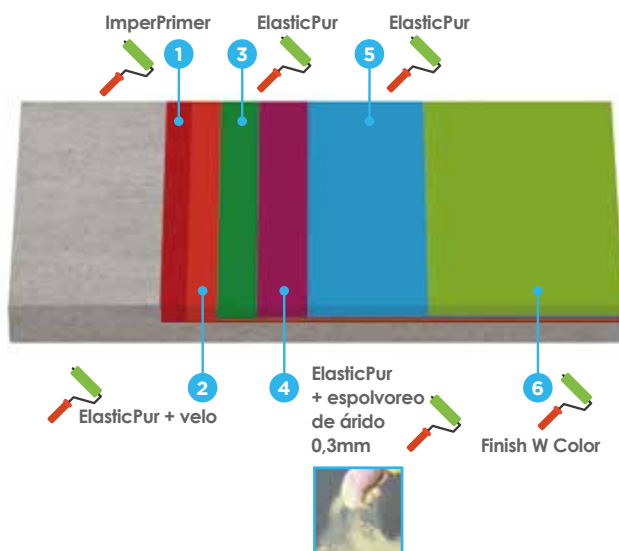 ImperPrimer
ElasticPur
ElasticPur
1
3
5
2
4
6
ElasticPur + velo
ElasticPur
+ espolvoreo
de árido
0,3mm
Finish W Color